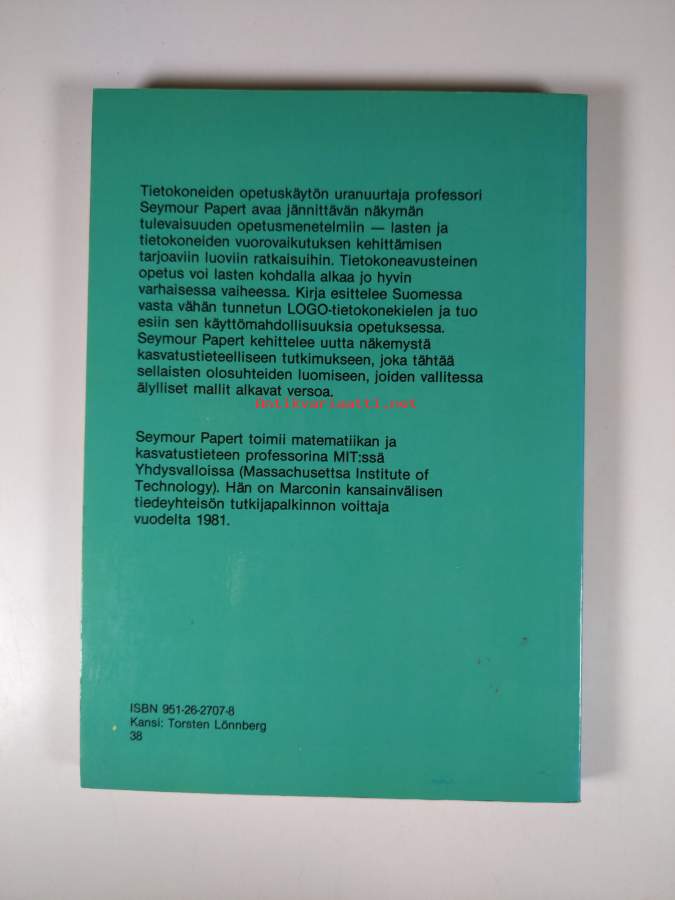 Tietokoneiden opetuskäytön uranuurtaja professori
Seymour Papert avaa jännittävän näkymän
tulevaisuuden opetusmenetelmiin — lasten ja
tietokoneiden vuorovaikutuksen kehittämisen
tarjoaviin luoviin ratkaisuihin. Tietokoneavusteinen
opetus voi lasten kohdalla alkaa jo hyvin
varhaisessa vaiheessa. Kirja esittelee Suomessa
vasta vähän tunnetun LOGO-tietokonekielen ja tuo
esiin sen käyttömahdollisuuksia opetuksessa.
Seymour Papert kehittelee uutta näkemystä
kasvatustieteelliseen tutkimukseen, joka tähtää
sellaisten olosuhteiden luomiseen, joiden vallitessa
älylliset mallit alkavat versoa.
antikvariaatti.net
Seymour Papert toimii matematiikan ja
kasvatustieteen professorina MIT:ssä
Yhdysvalloissa (Massachusettsa Institute of
Technology). Hän on Marconin kansainvälisen
tiedeyhteisön tutkijapalkinnon voittaja
vuodelta 1981.
ISBN 951-26-2707-8
Kansi: Torsten Lönnberg
38